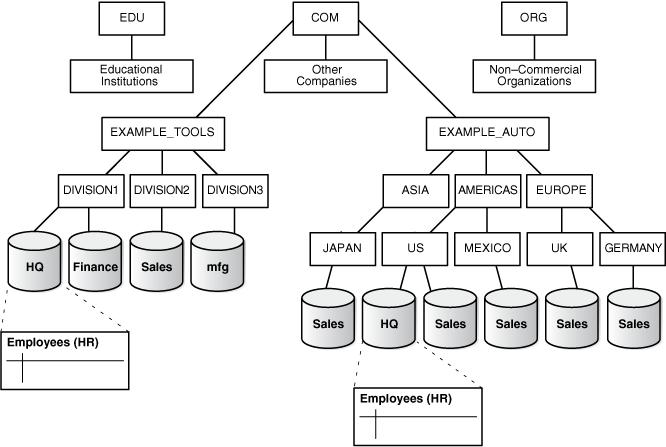 EDU
COM
ORG
Educational
Institutions
Other
Companies
Non–Commercial
Organizations
EXAMPLE_TOOLS
EXAMPLE_AUTO
DIVISION1
DIVISION2
DIVISION3
ASIA
AMERICAS
EUROPE
JAPAN
US
MEXICO
UK
GERMANY
HQ
Finance
Sales
mfg
Sales
HQ
Sales
Sales
Sales
Sales
Employees (HR)
Employees (HR)